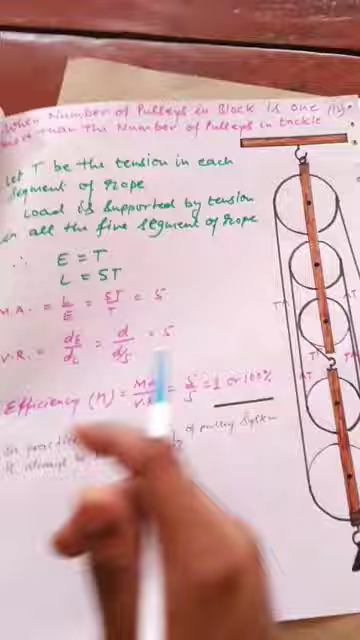 When Number of Pulleys in Block is one
more than the Number of Pulleys in tackle
Let T be the tension in each
segment of rope
Load is supported by tension
in all the five segment of rope
∴ E = T
L = 5T
M.A. = L/E = 5T/T = 5
V.R. = dE/dL = d/d/5 = 5
Efficiency (η) = M.A/V.R = 5/5 = 1 or 100%
of pulley system
T
T
T